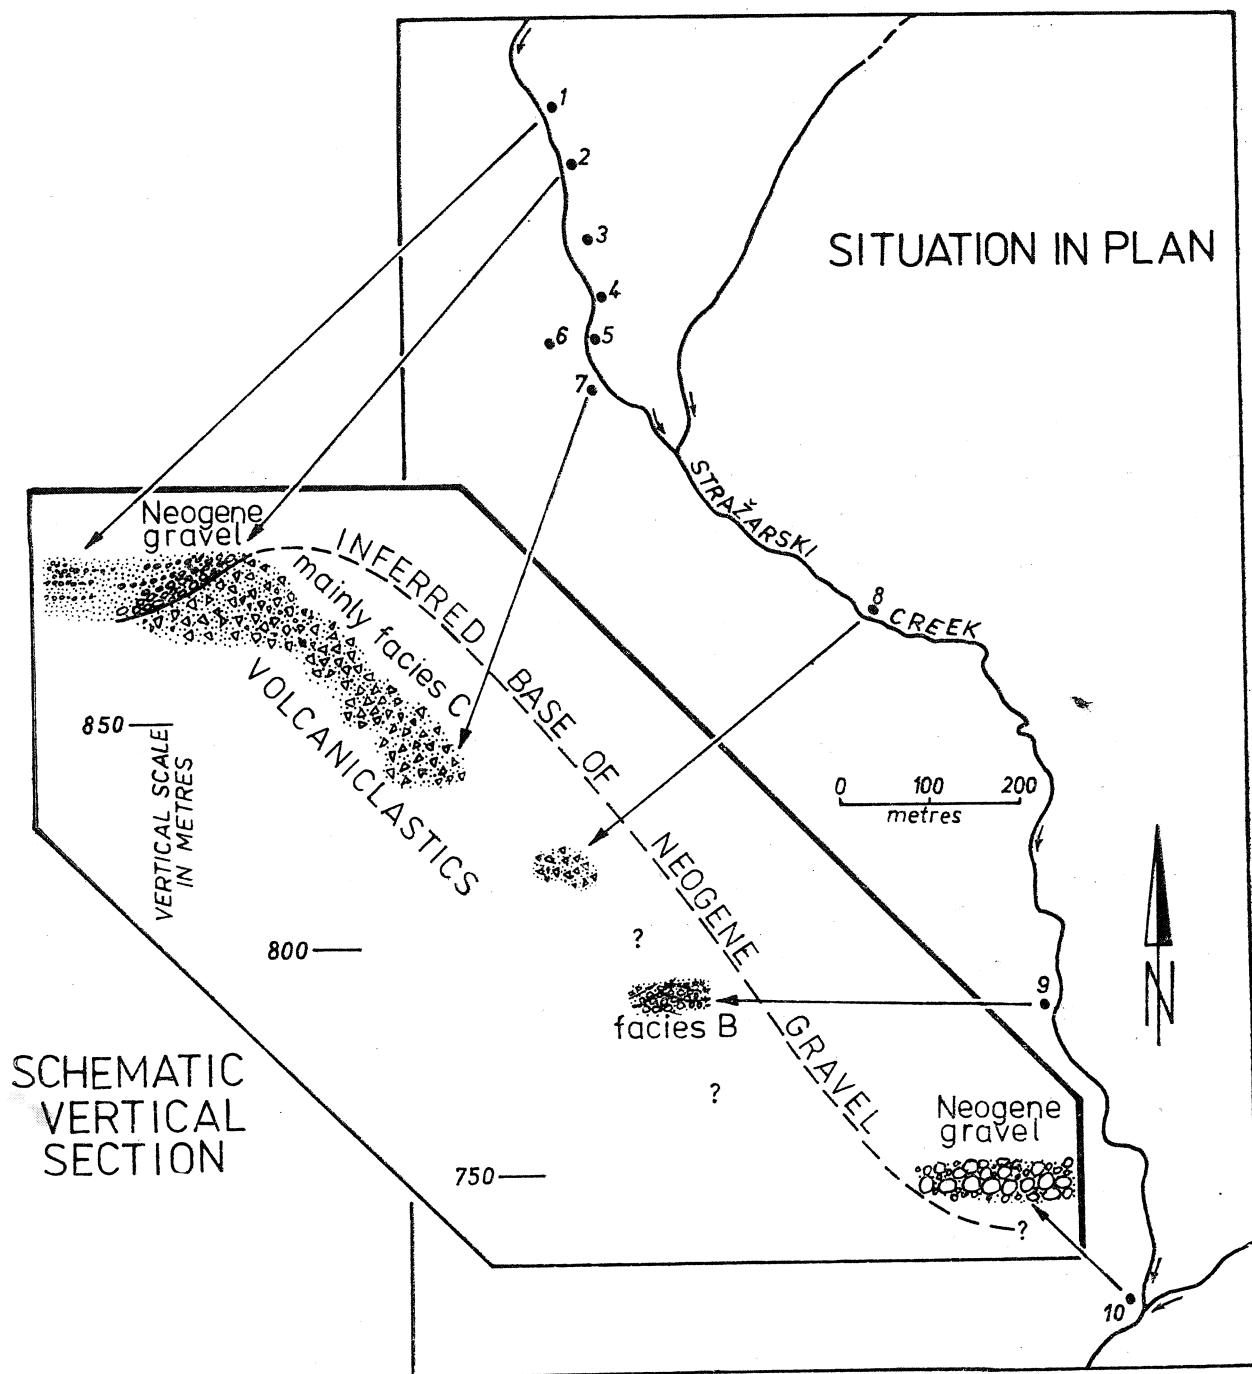 1
2
3
SITUATION IN PLAN
4
6
5
7
STRAŽARSKI
CREEK
8
Neogene
gravel
INFERRED BASE OF NEOGENE GRAVEL
mainly facies C
VOLCANICLASTICS
850
VERTICAL SCALE
IN METRES
0 100 200
metres
800
?
9
N
facies B
?
SCHEMATIC
VERTICAL
SECTION
Neogene
gravel
750
?
10